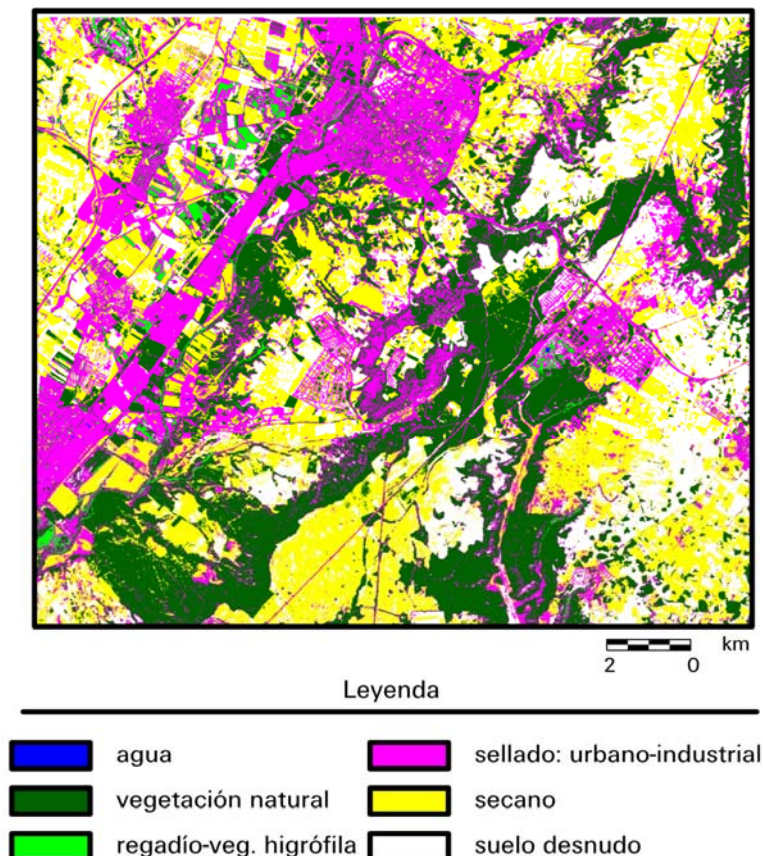 km
2 0
Leyenda
agua
sellado: urbano-industrial
vegetación natural
secano
regadío-veg. higrófila
suelo desnudo